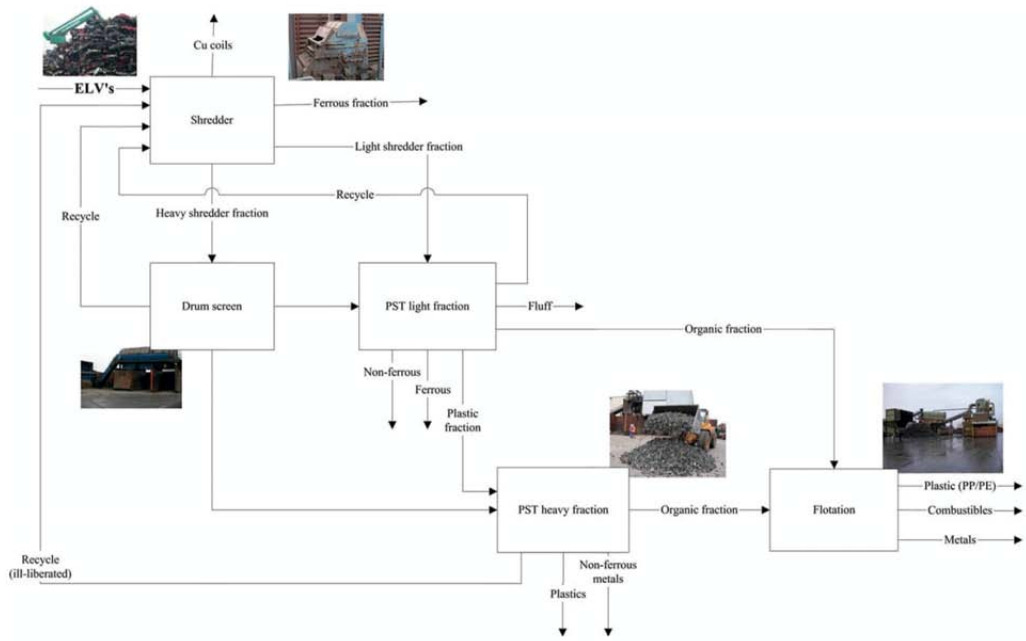 Cu coils
ELV's
Ferrous fraction
Shredder
Light shredder fraction
Recycle
Recycle
Heavy shredder fraction
Drum screen
PST light fraction
Fluff
Organic fraction
Non-ferrous
Ferrous
Plastic
fraction
Plastic (PP/PE)
PST heavy fraction
Organic fraction
Flotation
Combustibles
Metals
Recycle
(ill-liberated)
Non-ferrous
metals
Plastics